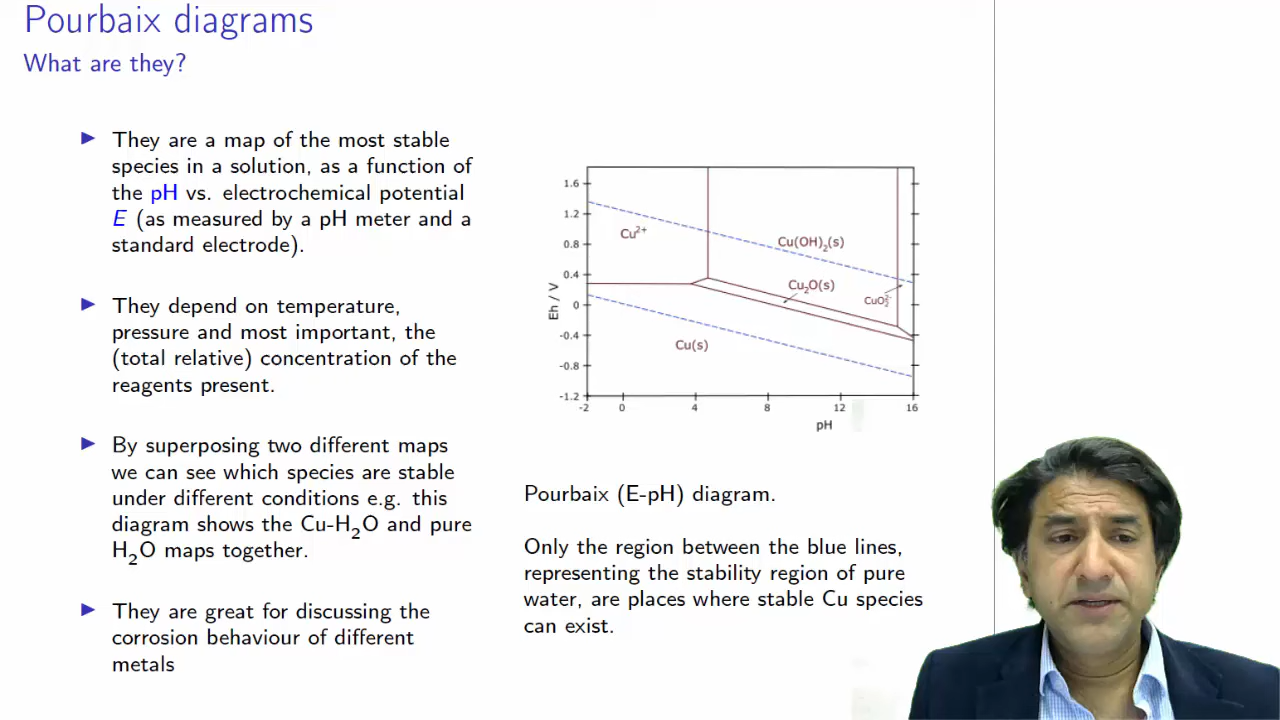 Pourbaix diagrams
What are they?
▶ They are a map of the most stable
species in a solution, as a function of
the pH vs. electrochemical potential
E (as measured by a pH meter and a
standard electrode).
▶ They depend on temperature,
pressure and most important, the
(total relative) concentration of the
reagents present.
▶ By superposing two different maps
we can see which species are stable
under different conditions e.g. this
diagram shows the Cu-H₂O and pure
H₂O maps together.
▶ They are great for discussing the
corrosion behaviour of different
metals
1.6
1.2
0.8
0.4
0
-0.4
-0.8
-1.2
Eh / V
Cu²⁺
Cu(OH)₂(s)
Cu₂O(s)
CuO₂²⁻
Cu(s)
-2 0 4 8 12 16
pH
Pourbaix (E-pH) diagram.
Only the region between the blue lines,
representing the stability region of pure
water, are places where stable Cu species
can exist.